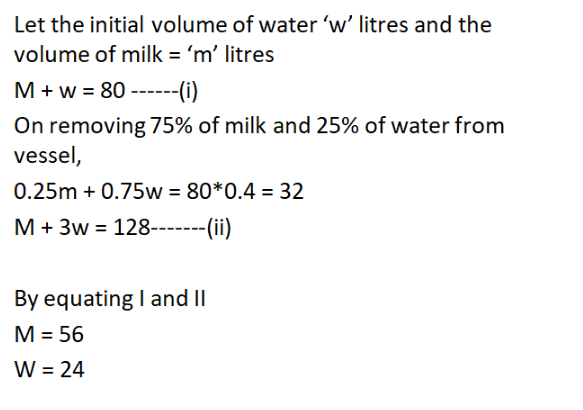 Let the initial volume of water ‘w’ litres and the
volume of milk = ‘m’ litres
M + w = 80 ------(i)
On removing 75% of milk and 25% of water from
vessel,
0.25m + 0.75w = 80*0.4 = 32
M + 3w = 128-------(ii)
By equating I and II
M = 56
W = 24